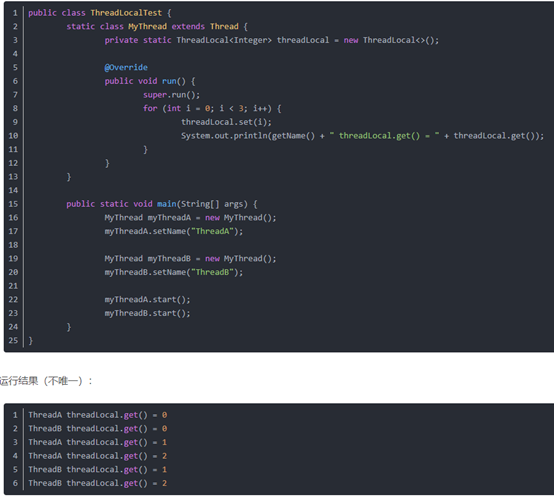 1 public class ThreadLocalTest {
2 static class MyThread extends Thread {
3 private static ThreadLocal<Integer> threadLocal = new ThreadLocal<>();
4
5 @Override
6 public void run() {
7 super.run();
8 for (int i = 0; i < 3; i++) {
9 threadLocal.set(i);
10 System.out.println(getName() + " threadLocal.get() = " + threadLocal.get());
11 }
12 }
13 }
14
15 public static void main(String[] args) {
16 MyThread myThreadA = new MyThread();
17 myThreadA.setName("ThreadA");
18
19 MyThread myThreadB = new MyThread();
20 myThreadB.setName("ThreadB");
21
22 myThreadA.start();
23 myThreadB.start();
24 }
25 }
运行结果（不唯一）：
1 ThreadA threadLocal.get() = 0
2 ThreadB threadLocal.get() = 0
3 ThreadA threadLocal.get() = 1
4 ThreadA threadLocal.get() = 2
5 ThreadB threadLocal.get() = 1
6 ThreadB threadLocal.get() = 2